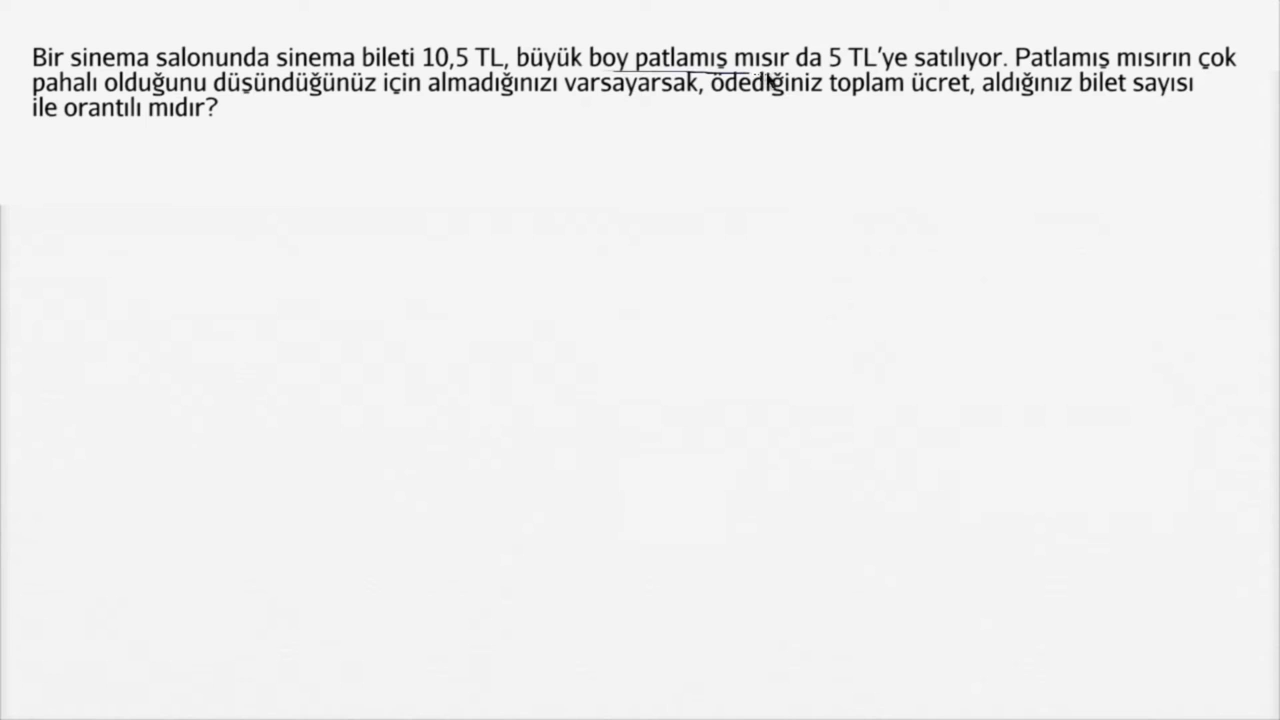 Bir sinema salonunda sinema bileti 10,5 TL, büyük boy patlamış mısır da 5 TL'ye satılıyor. Patlamış mısırın çok
pahalı olduğunu düşündüğünüz için almadığınızı varsayarsak, ödediğiniz toplam ücret, aldığınız bilet sayısı
ile orantılı mıdır?